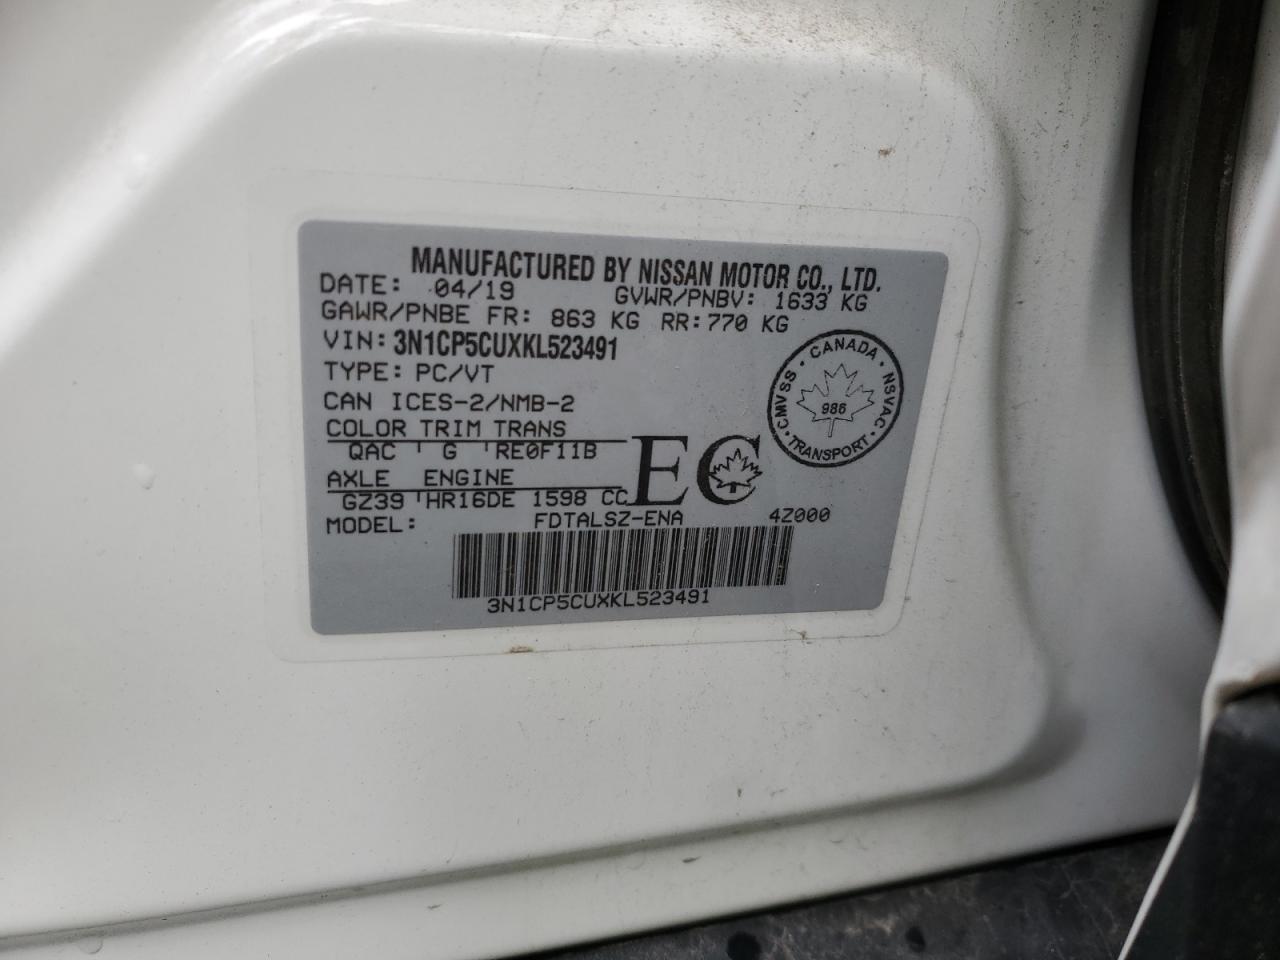 MANUFACTURED BY NISSAN MOTOR CO., LTD.
DATE: 04/19 GVWR/PNBV: 1633 KG
GAWR/PNBE FR: 863 KG RR: 770 KG
VIN: 3N1CP5CUXKL523491
TYPE: PC/VT
CAN ICES-2/NMB-2
COLOR TRIM TRANS
QAC G RE0F11B
AXLE ENGINE
GZ39 HR16DE 1598 CC
EC
CANADA
CMVSS NSVAC
986
TRANSPORT
MODEL: FDTALSZ-ENA 4Z000
3N1CP5CUXKL523491